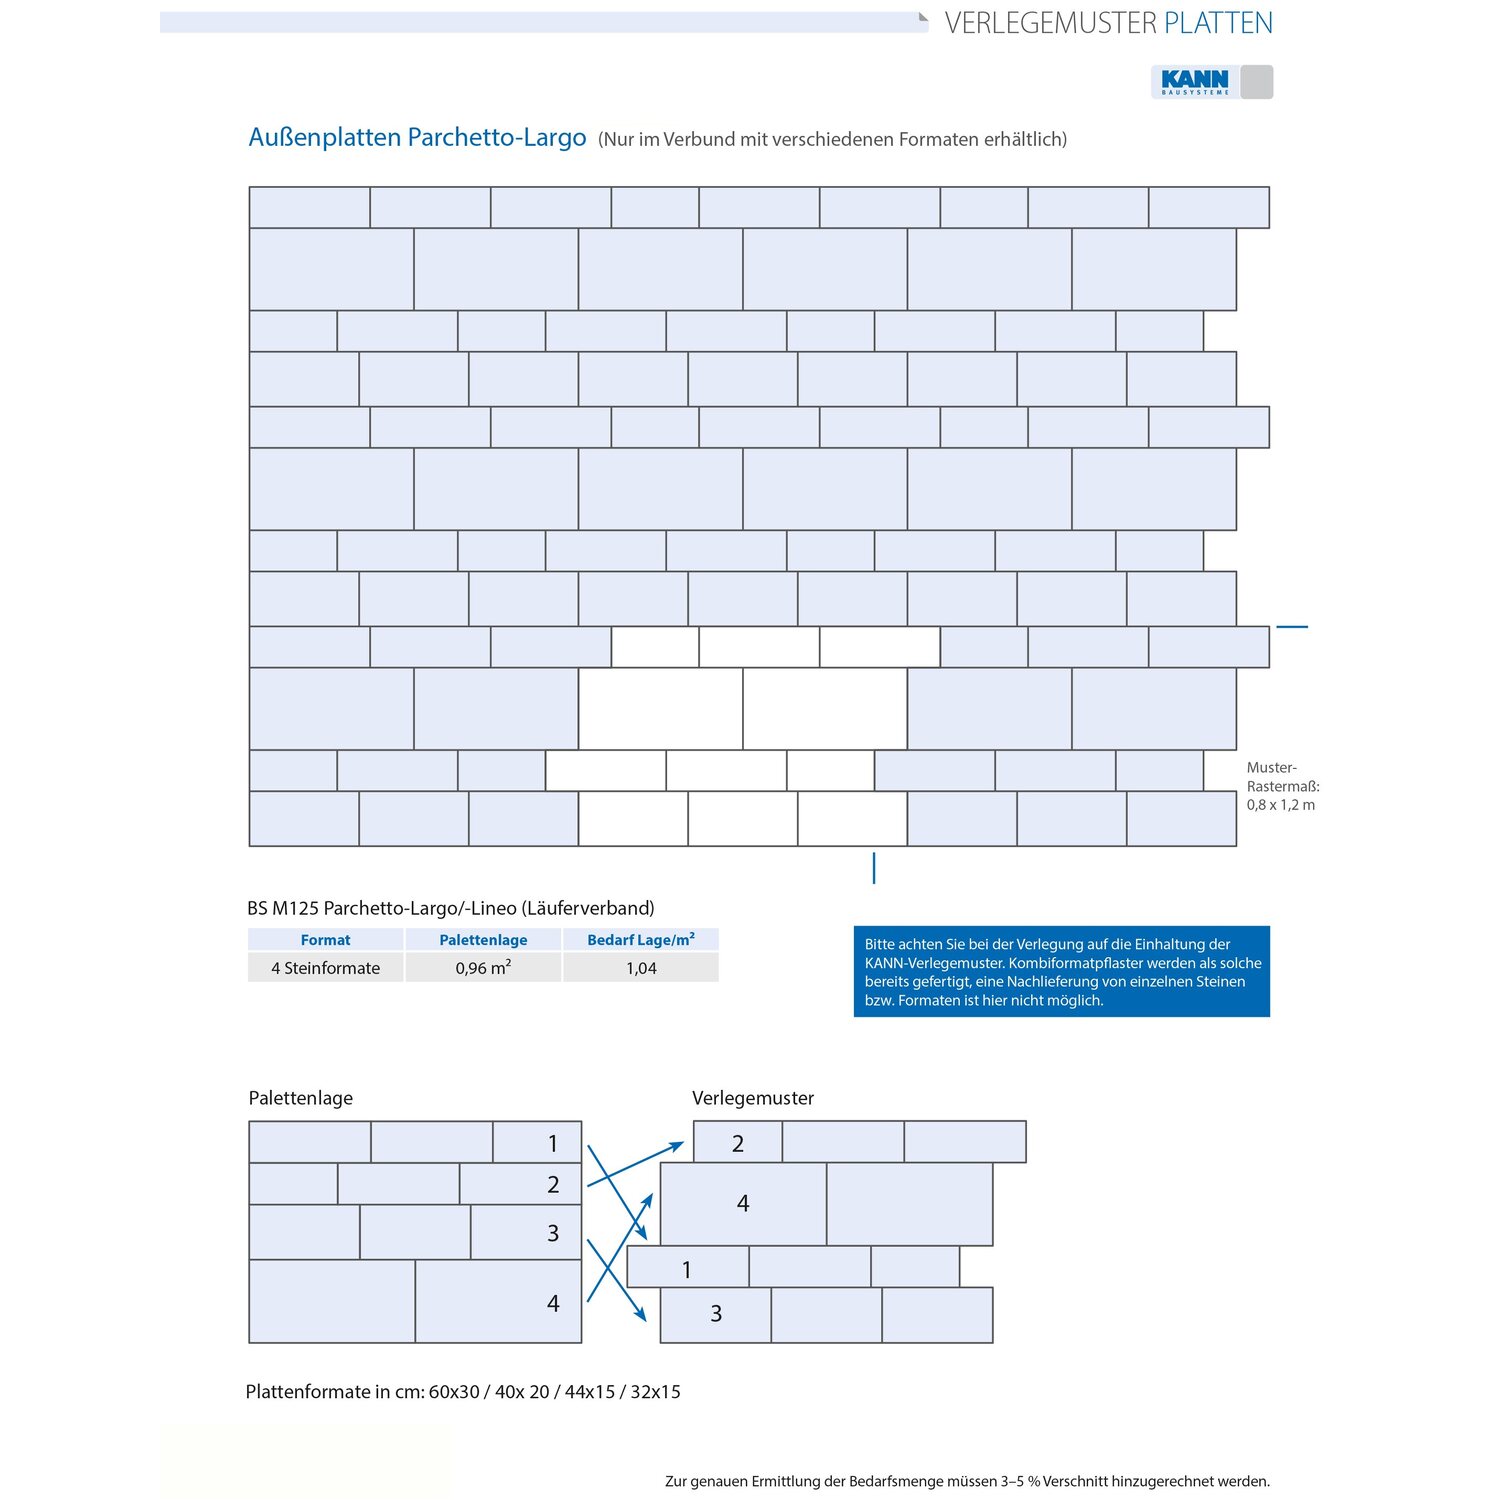 VERLEGEMUSTER PLATTEN
KANN
BAUSYSTEME
Außenplatten Parchetto-Largo (Nur im Verbund mit verschiedenen Formaten erhältlich)
Muster-
Rastermaß:
0,8 x 1,2 m
BS M125 Parchetto-Largo/-Lineo (Läuferverband)
Format Palettenlage Bedarf Lage/m²
4 Steinformate 0,96 m² 1,04
Bitte achten Sie bei der Verlegung auf die Einhaltung der
KANN-Verlegemuster. Kombiformatpflaster werden als solche
bereits gefertigt, eine Nachlieferung von einzelnen Steinen
bzw. Formaten ist hier nicht möglich.
Palettenlage
1
2
3
4
Verlegemuster
2
4
1
3
Plattenformate in cm: 60x30 / 40x 20 / 44x15 / 32x15
Zur genauen Ermittlung der Bedarfsmenge müssen 3–5 % Verschnitt hinzugerechnet werden.